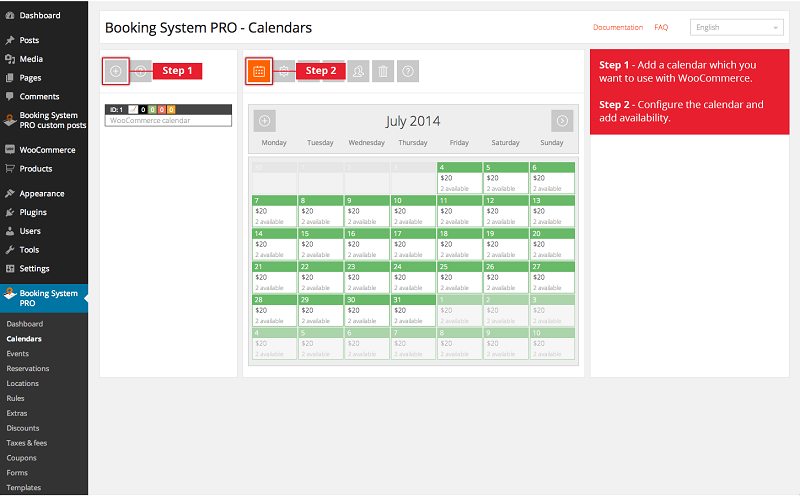 Dashboard
Posts
Media
Pages
Comments
Booking System
PRO custom posts
WooCommerce
Products
Appearance
Plugins
Users
Tools
Settings
Booking System
PRO
Dashboard
Calendars
Events
Reservations
Locations
Rules
Extras
Discounts
Taxes & fees
Coupons
Forms
Templates
Booking System PRO - Calendars
Documentation FAQ English
Step 1
ID: 1 0 0 0 0
WooCommerce calendar
Step 2
July 2014
Monday Tuesday Wednesday Thursday Friday Saturday Sunday
4 5 6
$20 $20 $20
2 available 2 available 2 available
7 8 9 10 11 12 13
$20 $20 $20 $20 $20 $20 $20
2 available 2 available 2 available 2 available 2 available 2 available 2 available
14 15 16 17 18 19 20
$20 $20 $20 $20 $20 $20 $20
2 available 2 available 2 available 2 available 2 available 2 available 2 available
21 22 23 24 25 26 27
$20 $20 $20 $20 $20 $20 $20
2 available 2 available 2 available 2 available 2 available 2 available 2 available
28 29 30 31 1 2 3
$20 $20 $20 $20 $20 $20 $20
2 available 2 available 2 available 2 available 2 available 2 available 2 available
4 5 6 7 8 9 10
$20 $20 $20 $20 $20 $20 $20
2 available 2 available 2 available 2 available 2 available 2 available 2 available
Step 1 - Add a calendar which you
want to use with WooCommerce.
Step 2 - Configure the calendar and
add availability.